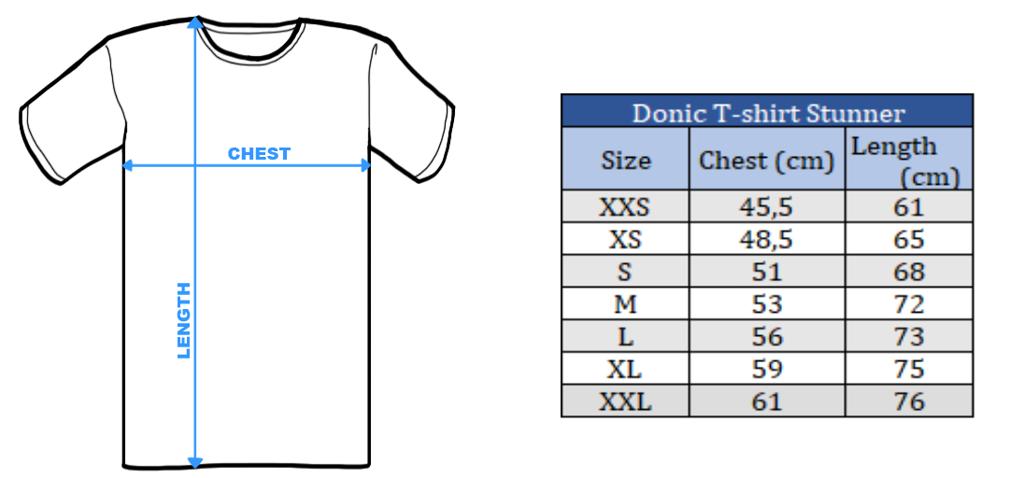 CHEST
LENGTH
Donic T-shirt Stunner
Size Chest (cm) Length (cm)
XXS 45,5 61
XS 48,5 65
S 51 68
M 53 72
L 56 73
XL 59 75
XXL 61 76